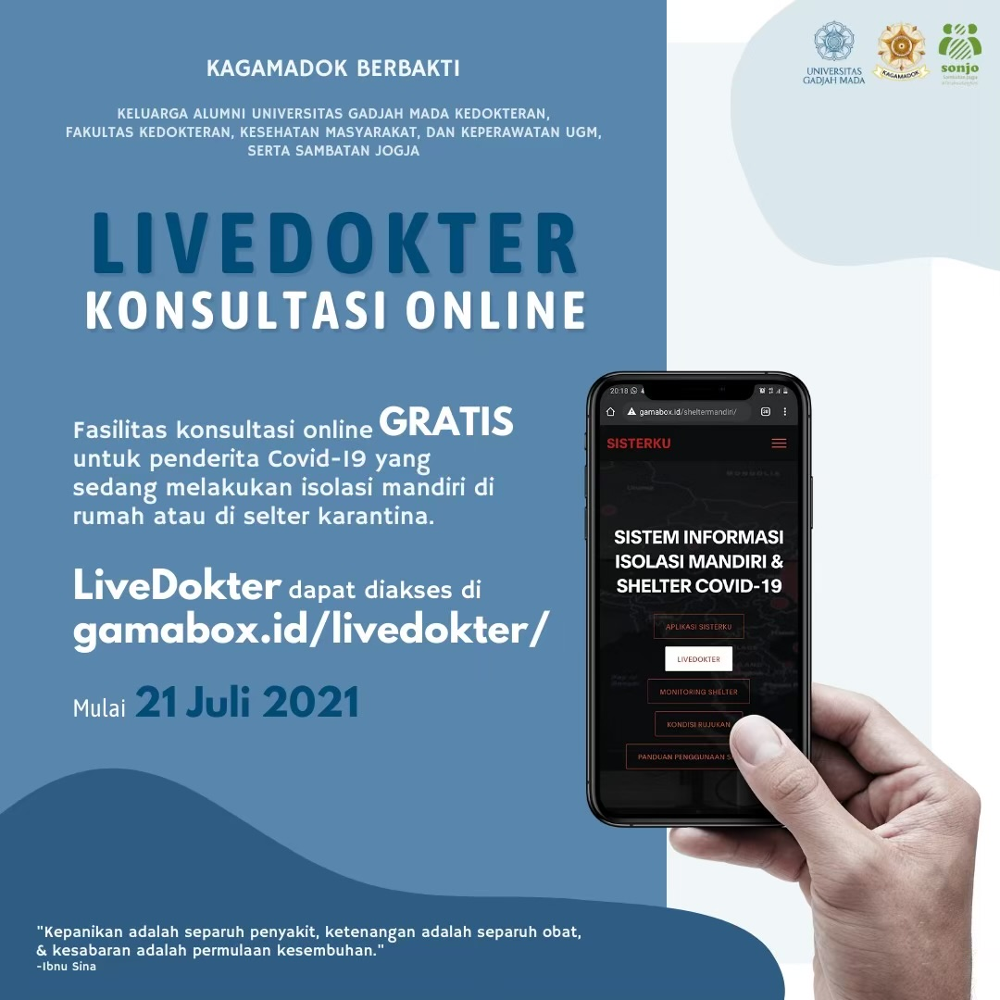 KAGAMADOK BERBAKTI
KELUARGA ALUMNI UNIVERSITAS GADJAH MADA KEDOKTERAN,
FAKULTAS KEDOKTERAN, KESEHATAN MASYARAKAT, DAN KEPERAWATAN UGM,
SERTA SAMBATAN JOGJA
UNIVERSITAS
GADJAH MADA
KAGAMADOK
sonjo
sambatan jogja
LIVEDOKTER
KONSULTASI ONLINE
Fasilitas konsultasi online GRATIS
untuk penderita Covid-19 yang
sedang melakukan isolasi mandiri di
rumah atau di selter karantina.
LiveDokter dapat diakses di
gamabox.id/livedokter/
Mulai 21 Juli 2021
20:18
gamabox.id/sheltermandiri/
SISTERKU
MONGOLIE
SISTEM INFORMASI
ISOLASI MANDIRI &
SHELTER COVID-19
APLIKASI SISTERKU
LIVEDOKTER
MONITORING SHELTER
KONDISI RUJUKAN
PANDUAN PENGGUNAAN S
"Kepanikan adalah separuh penyakit, ketenangan adalah separuh obat,
& kesabaran adalah permulaan kesembuhan."
-Ibnu Sina